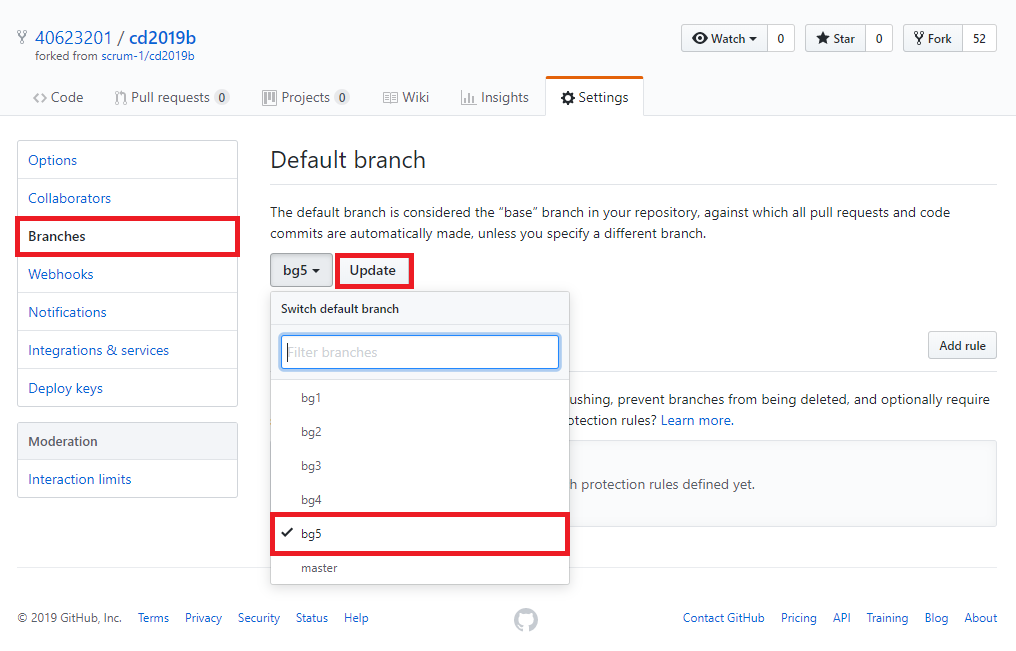 40623201 / cd2019b
forked from scrum-1/cd2019b
Watch 0
Star 0
Fork 52
Code
Pull requests 0
Projects 0
Wiki
Insights
Settings
Options
Collaborators
Branches
Webhooks
Notifications
Integrations & services
Deploy keys
Moderation
Interaction limits
Default branch
The default branch is considered the “base” branch in your repository, against which all pull requests and code
commits are automatically made, unless you specify a different branch.
bg5
Update
Switch default branch
Filter branches
bg1
bg2
bg3
bg4
bg5
master
Add rule
ushing, prevent branches from being deleted, and optionally require
otection rules? Learn more.
h protection rules defined yet.
© 2019 GitHub, Inc. Terms Privacy Security Status Help
Contact GitHub Pricing API Training Blog About